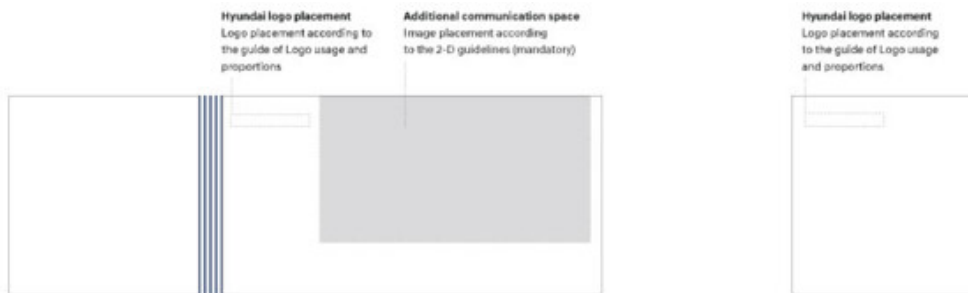 Hyundai logo placement
Logo placement according to
the guide of Logo usage and
proportions
Additional communication space
Image placement according
to the 2-D guidelines (mandatory)
Hyundai logo placement
Logo placement according
to the guide of Logo usage
and proportions